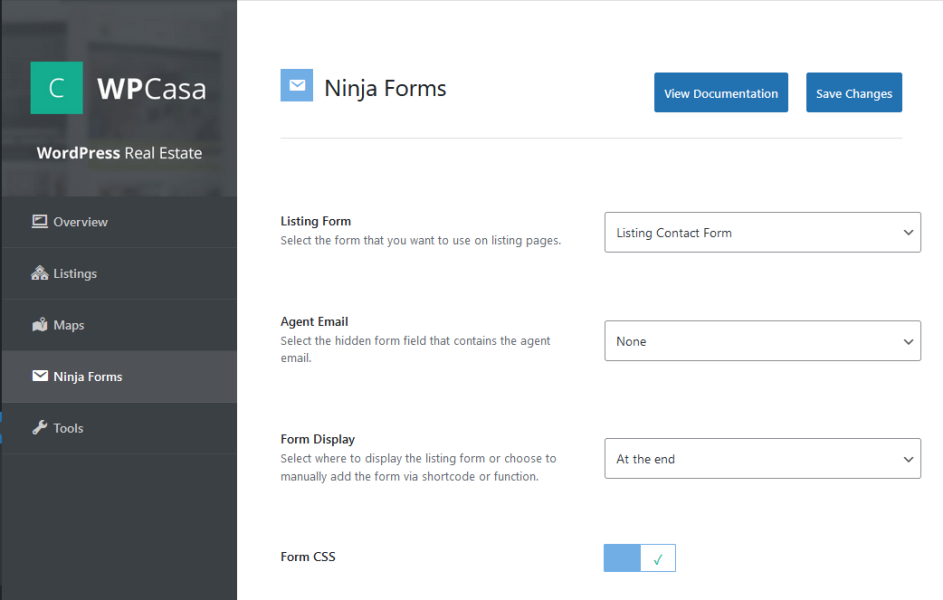 C
WPCasa
WordPress Real Estate
Overview
Listings
Maps
Ninja Forms
Tools
Ninja Forms
View Documentation
Save Changes
Listing Form
Select the form that you want to use on listing pages.
Listing Contact Form
Agent Email
Select the hidden form field that contains the agent
email.
None
Form Display
Select where to display the listing form or choose to
manually add the form via shortcode or function.
At the end
Form CSS